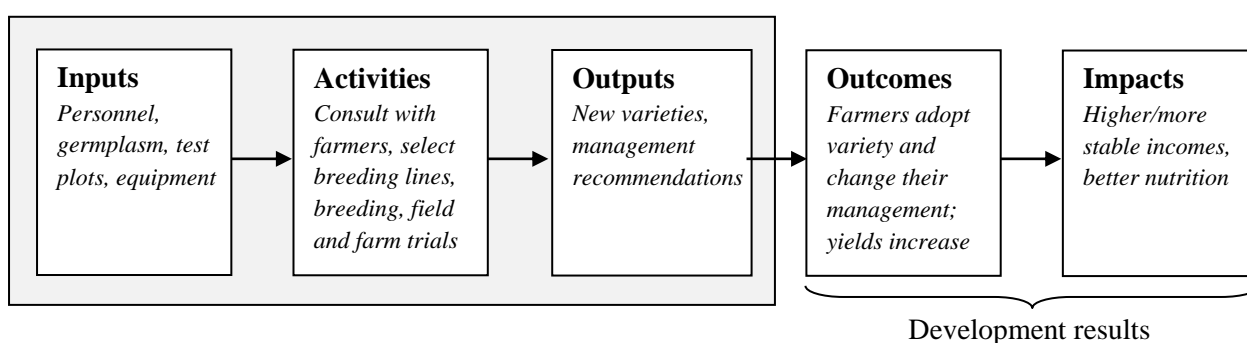 Inputs
Personnel,
germplasm, test
plots, equipment
Activities
Consult with
farmers, select
breeding lines,
breeding, field
and farm trials
Outputs
New varieties,
management
recommendations
Outcomes
Farmers adopt
variety and
change their
management;
yields increase
Impacts
Higher/more
stable incomes,
better nutrition
Development results